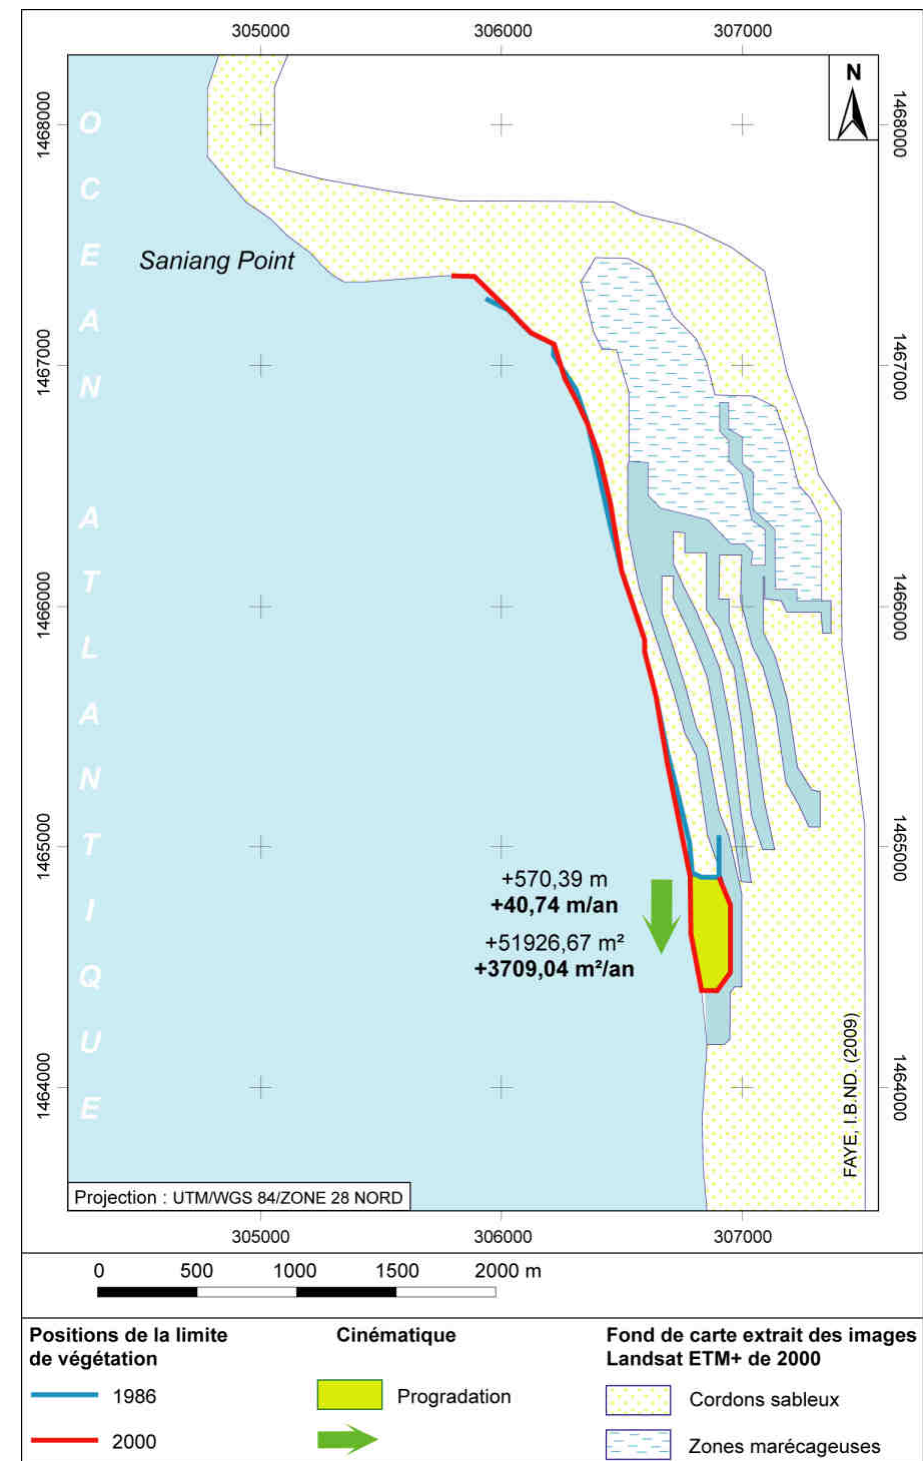 305000 306000 307000
N
1468000 1468000
OCEAN ATLANTIQUE
Saniang Point
1467000 1467000
1466000 1466000
1465000 1465000
+570,39 m
+40,74 m/an
+51926,67 m²
+3709,04 m²/an
1464000 1464000
FAYE, I.B.ND. (2009)
Projection : UTM/WGS 84/ZONE 28 NORD
305000 306000 307000
0 500 1000 1500 2000 m
Positions de la limite
de végétation
1986
2000
Cinématique
Progradation
Fond de carte extrait des images
Landsat ETM+ de 2000
Cordons sableux
Zones marécageuses